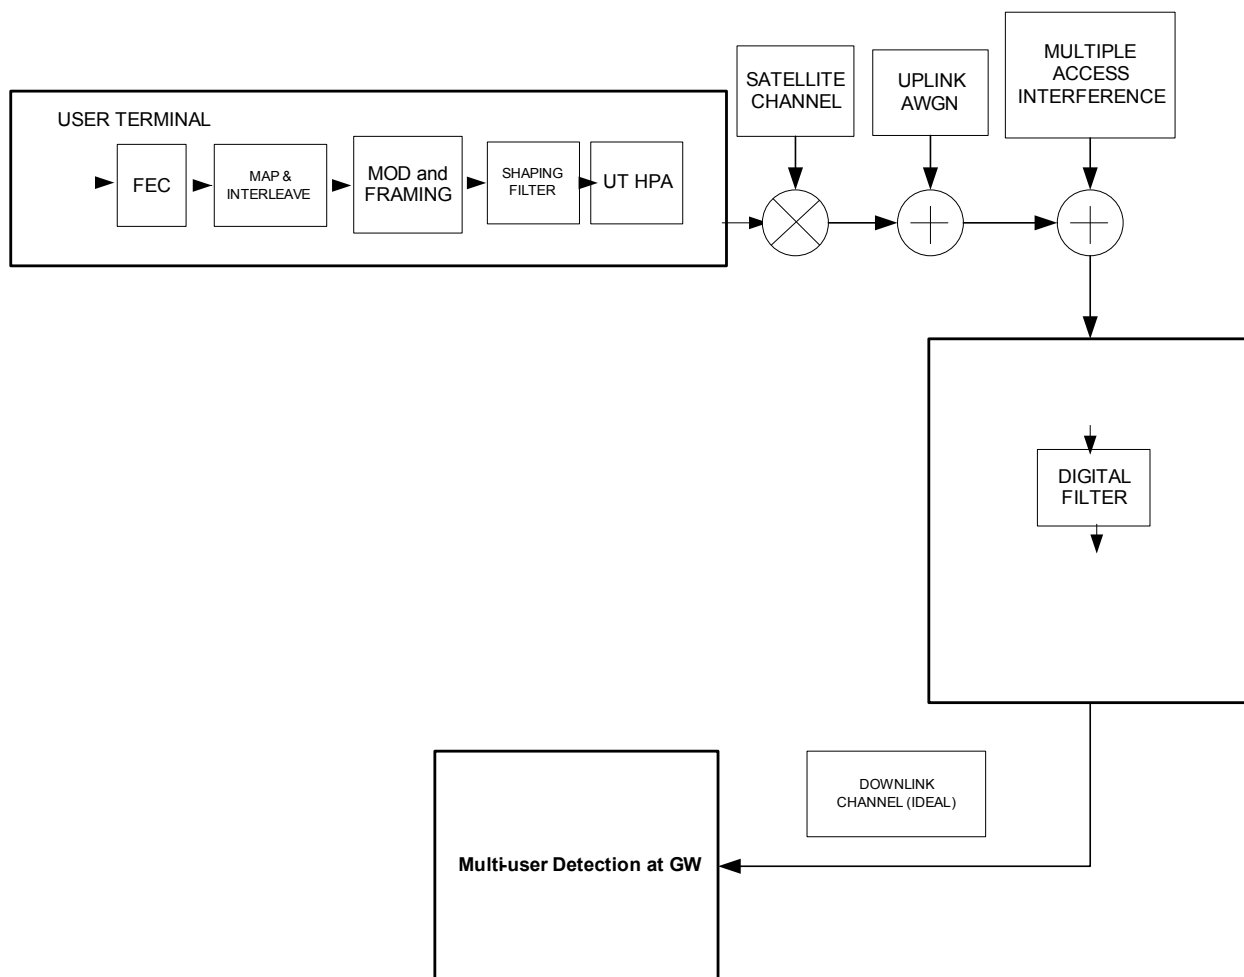 MULTIPLE
ACCESS
INTERFERENCE
SATELLITE
CHANNEL
UPLINK
AWGN
USER TERMINAL
FEC
MAP &
INTERLEAVE
MOD and
FRAMING
SHAPING
FILTER
UT HPA
DIGITAL
FILTER
DOWNLINK
CHANNEL (IDEAL)
Multi-user Detection at GW